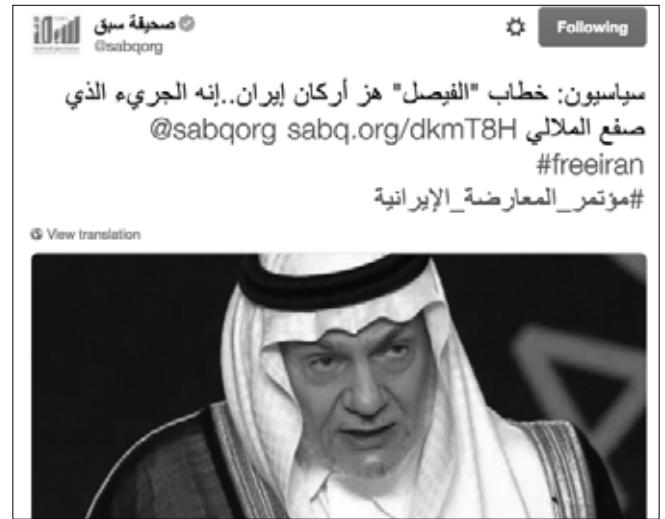 صحيفة سبق
@sabqorg
Following
سياسيون: خطاب "الفيصل" هز أركان إيران..إنه الجريء الذي
صفع الملالي @sabqorg sabq.org/dkmT8H
#freeiran
#مؤتمر_المعارضة_الإيرانية
View translation